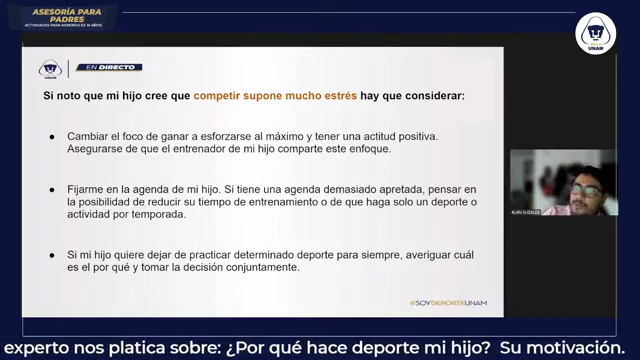 ASESORÍA PARA
PADRES
ACTIVIDADES PARA MENORES DE 15 AÑOS
UNAM
UNAM
EN DIRECTO
Si noto que mi hijo cree que competir supone mucho estrés hay que considerar:
● Cambiar el foco de ganar a esforzarse al máximo y tener una actitud positiva.
Asegurarse de que el entrenador de mi hijo comparte este enfoque.
● Fijarme en la agenda de mi hijo. Si tiene una agenda demasiado apretada, pensar en
la posibilidad de reducir su tiempo de entrenamiento o de que haga solo un deporte o
actividad por temporada.
● Si mi hijo quiere dejar de practicar determinado deporte para siempre, averiguar cuál
es el por qué y tomar la decisión conjuntamente.
ALAN ELIZALDE
#SOYDEPORTEUNAM
experto nos platica sobre: ¿Por qué hace deporte mi hijo? Su motivación.